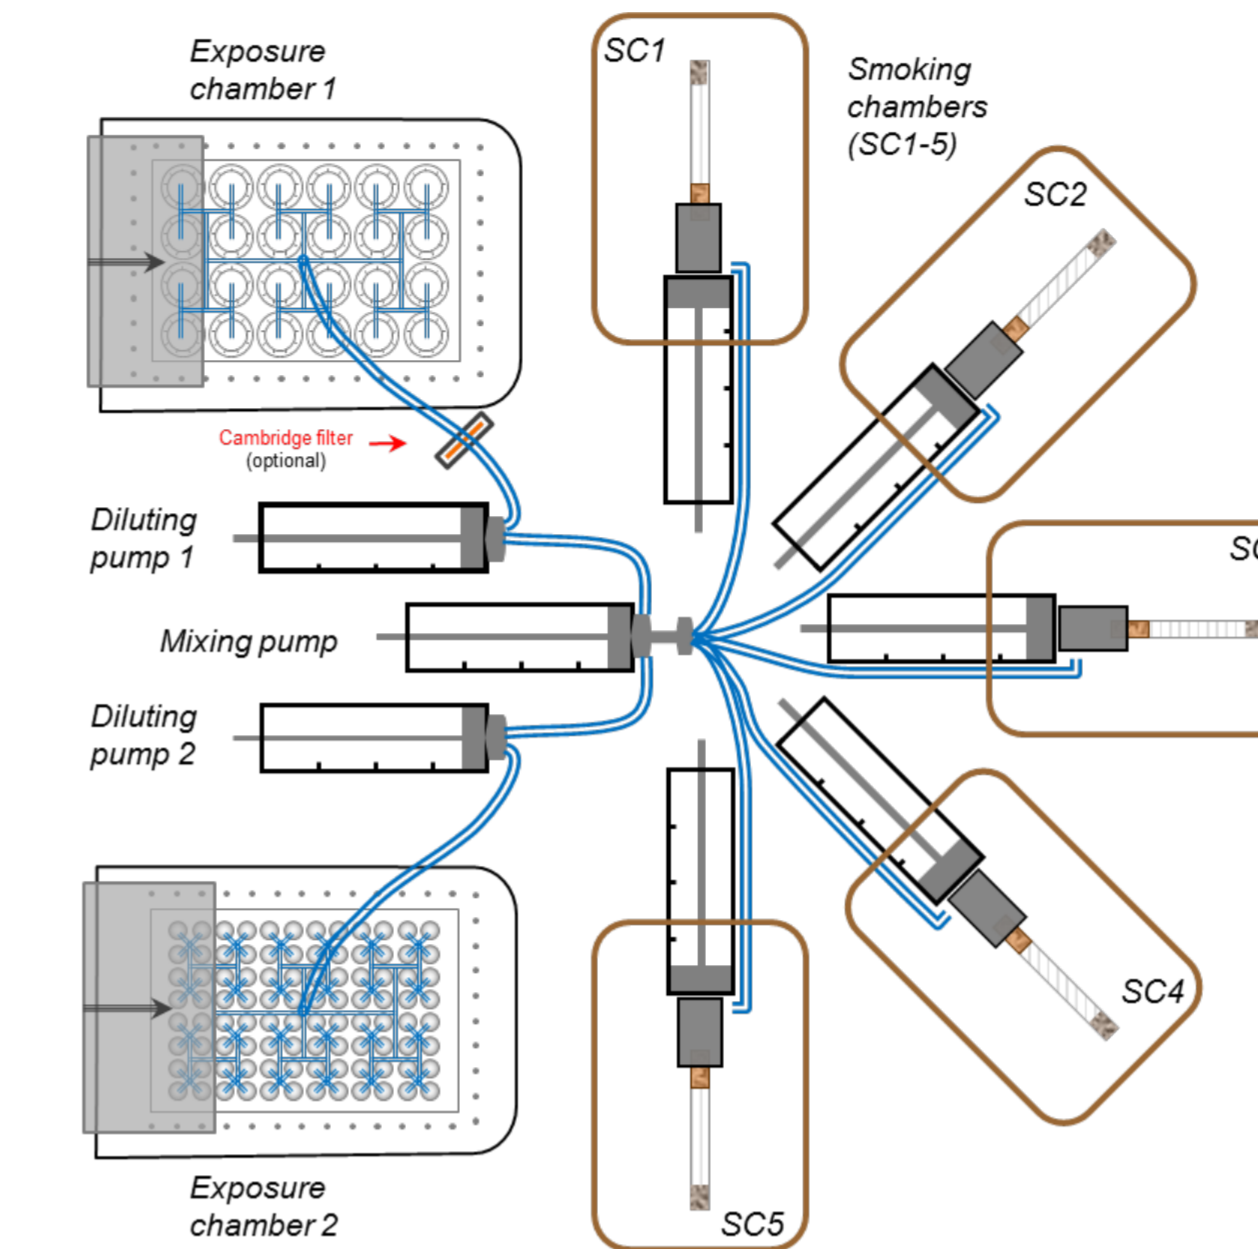 Exposure
chamber 1
SC1
Smoking
chambers
(SC1-5)
SC2
Cambridge filter
(optional)
Diluting
pump 1
SC
Mixing pump
Diluting
pump 2
SC4
Exposure
chamber 2
SC5